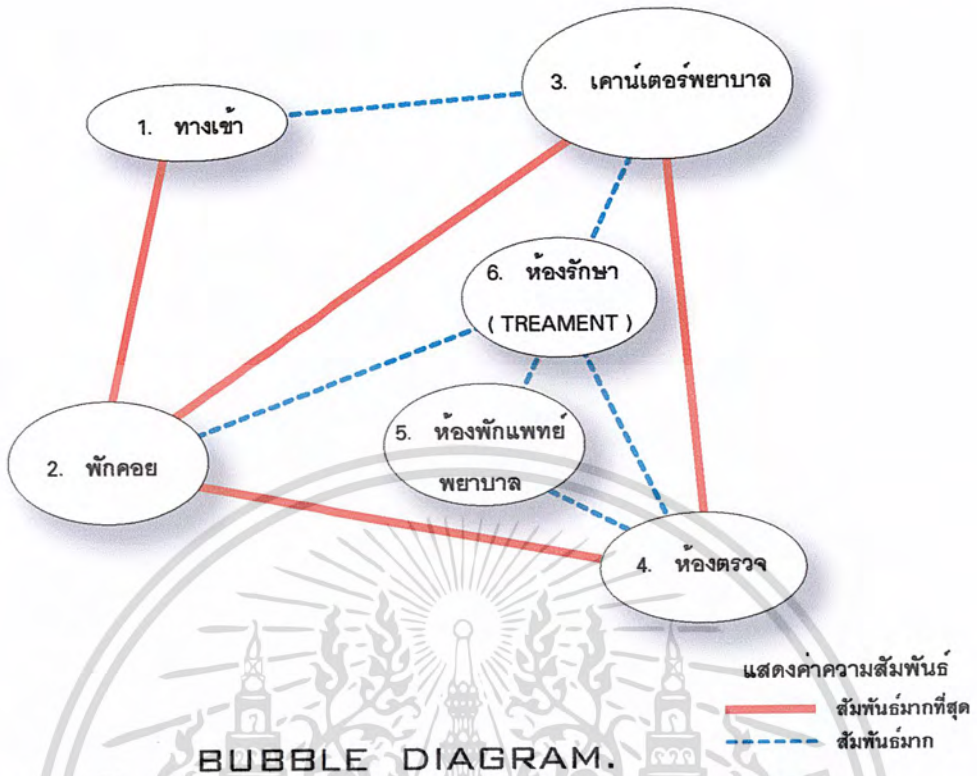 3. เคาน์เตอร์พยาบาล
1. ทางเข้า
6. ห้องรักษา
( TREAMENT )
5. ห้องพักแพทย์
พยาบาล
2. พักคอย
4. ห้องตรวจ
แสดงค่าความสัมพันธ์
สัมพันธ์มากที่สุด
สัมพันธ์มาก
BUBBLE DIAGRAM.